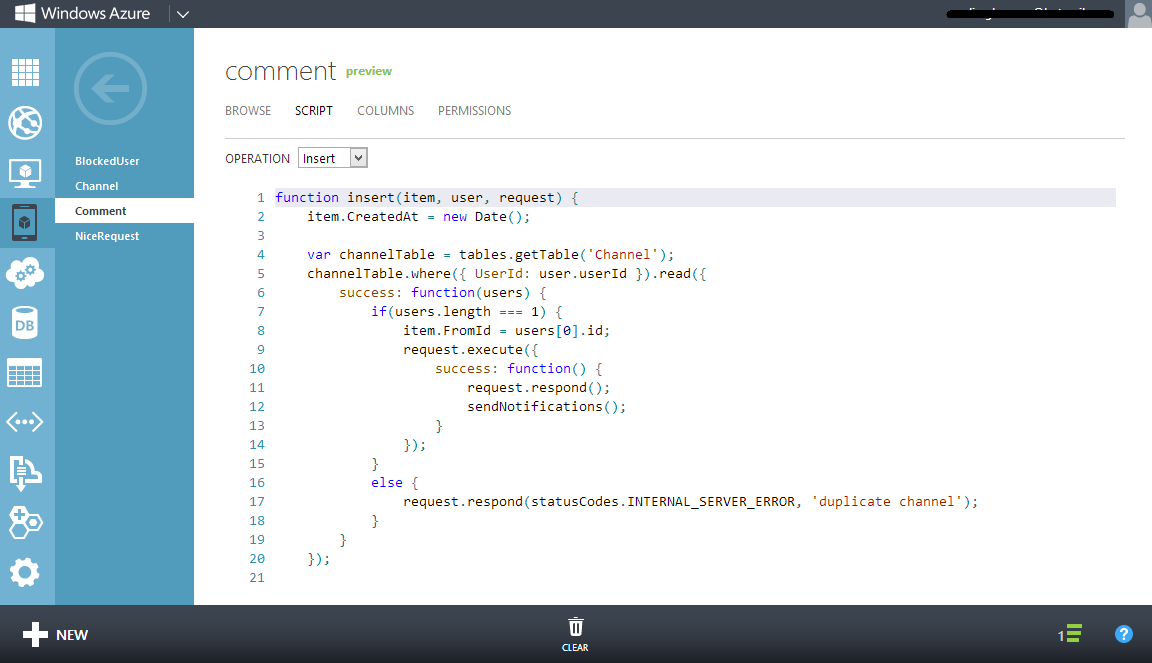 Windows Azure
comment preview
BROWSE SCRIPT COLUMNS PERMISSIONS
OPERATION Insert
BlockedUser
Channel
Comment
NiceRequest
1 function insert(item, user, request) {
2     item.CreatedAt = new Date();
3
4     var channelTable = tables.getTable('Channel');
5     channelTable.where({ UserId: user.userId }).read({
6         success: function(users) {
7             if(users.length === 1) {
8                 item.FromId = users[0].id;
9                 request.execute({
10                     success: function() {
11                         request.respond();
12                         sendNotifications();
13                     }
14                 });
15             }
16             else {
17                 request.respond(statusCodes.INTERNAL_SERVER_ERROR, 'duplicate channel');
18             }
19         }
20     });
21
DB
NEW
CLEAR
1
?